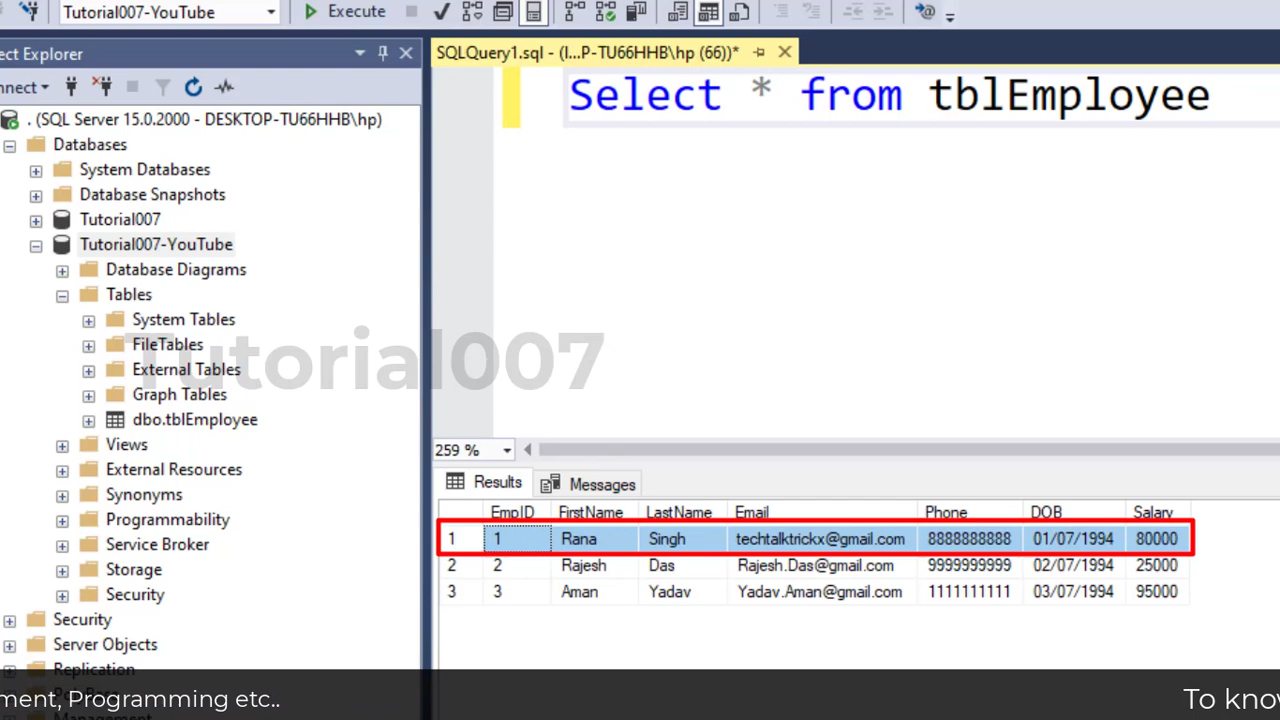 Tutorial007-YouTube
Execute
ect Explorer
SQLQuery1.sql - (l...P-TU66HHB\hp (66))*
nnect
Select * from tblEmployee
. (SQL Server 15.0.2000 - DESKTOP-TU66HHB\hp)
Databases
System Databases
Database Snapshots
Tutorial007
Tutorial007-YouTube
Database Diagrams
Tables
System Tables
FileTables
External Tables
Graph Tables
dbo.tblEmployee
Views
External Resources
Synonyms
Programmability
Service Broker
Storage
Security
Security
Server Objects
Replication
Tutorial007
259 %
Results Messages
EmpID FirstName LastName Email Phone DOB Salary
1 1 Rana Singh techtalktrickx@gmail.com 8888888888 01/07/1994 80000
2 2 Rajesh Das Rajesh.Das@gmail.com 9999999999 02/07/1994 25000
3 3 Aman Yadav Yadav.Aman@gmail.com 1111111111 03/07/1994 95000
ment, Programming etc.. To know